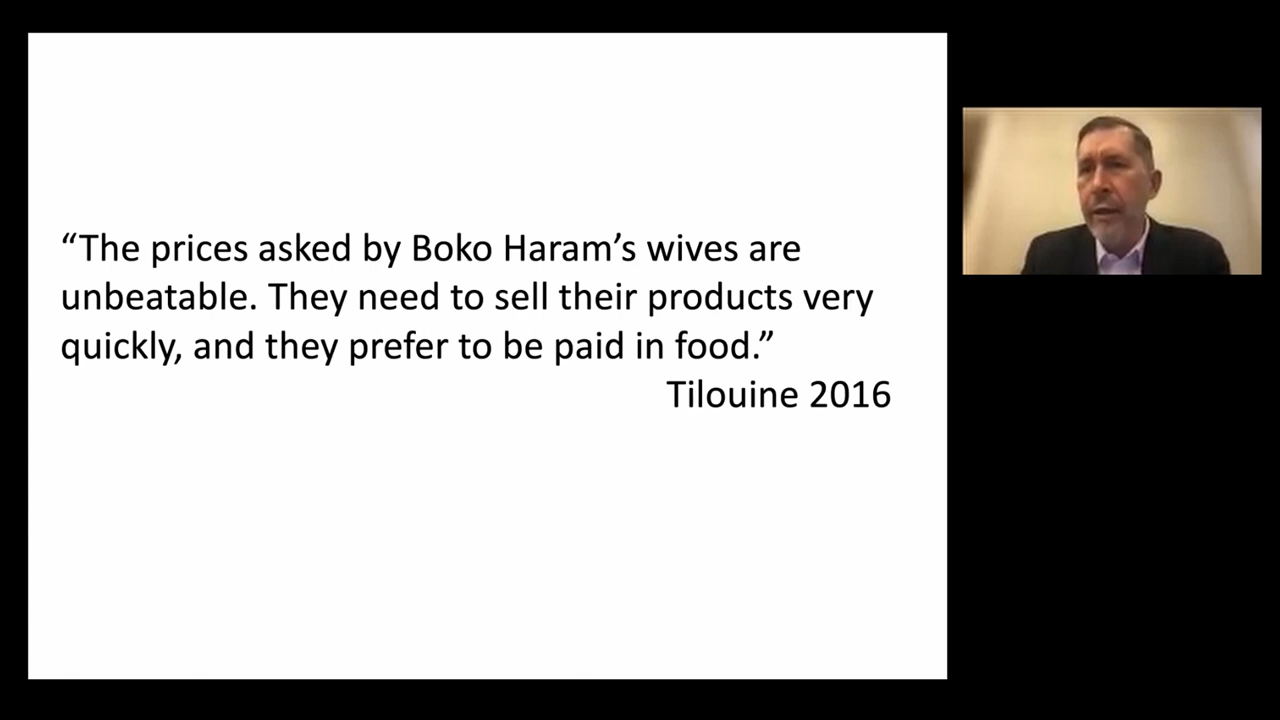 “The prices asked by Boko Haram’s wives are
unbeatable. They need to sell their products very
quickly, and they prefer to be paid in food.”
Tilouine 2016